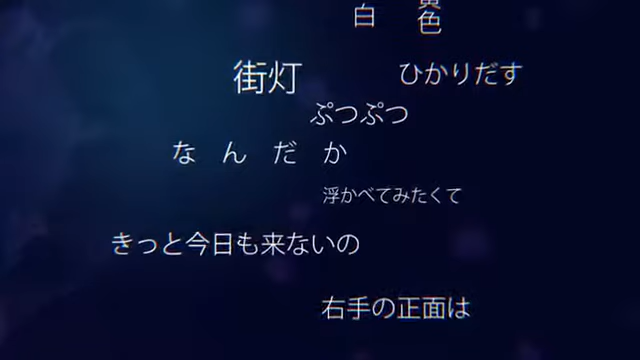 白 黄色
街灯 ひかりだす
ぷつぷつ
なんだか
浮かべてみたくて
きっと今日も来ないの
右手の正面は